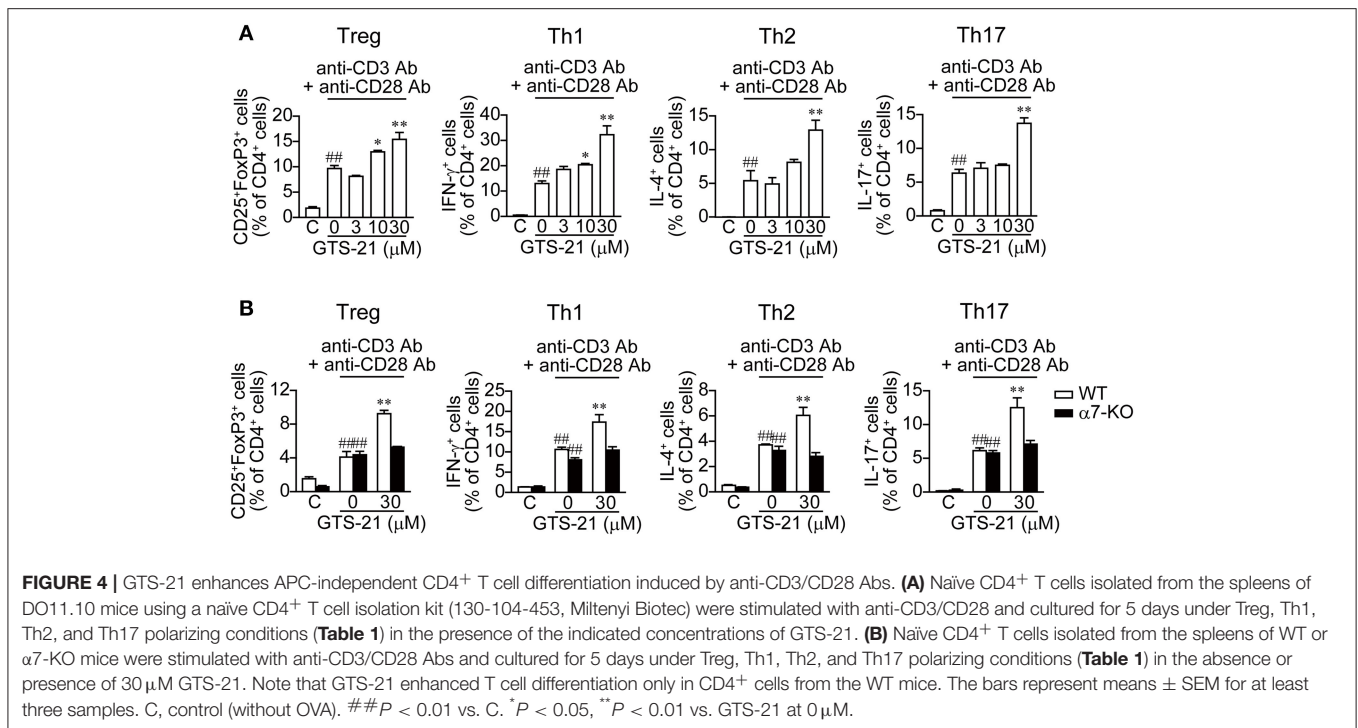 A
Treg
anti-CD3 Ab
+ anti-CD28 Ab
CD25⁺FoxP3⁺ cells
(% of CD4⁺ cells)
20
15
10
5
0
##
*
**
C 0 3 10 30
GTS-21 (μM)
Th1
anti-CD3 Ab
+ anti-CD28 Ab
IFN-γ⁺ cells
(% of CD4⁺ cells)
40
30
20
10
0
##
*
**
C 0 3 10 30
GTS-21 (μM)
Th2
anti-CD3 Ab
+ anti-CD28 Ab
IL-4⁺ cells
(% of CD4⁺ cells)
15
10
5
0
##
**
C 0 3 10 30
GTS-21 (μM)
Th17
anti-CD3 Ab
+ anti-CD28 Ab
IL-17⁺ cells
(% of CD4⁺ cells)
15
10
5
0
##
**
C 0 3 10 30
GTS-21 (μM)
B
Treg
anti-CD3 Ab
+ anti-CD28 Ab
CD25⁺FoxP3⁺ cells
(% of CD4⁺ cells)
12
8
4
0
## ##
**
C 0 30
GTS-21 (μM)
Th1
anti-CD3 Ab
+ anti-CD28 Ab
IFN-γ⁺ cells
(% of CD4⁺ cells)
25
20
15
10
5
0
##
##
**
C 0 30
GTS-21 (μM)
Th2
anti-CD3 Ab
+ anti-CD28 Ab
IL-4⁺ cells
(% of CD4⁺ cells)
8
6
4
2
0
## ##
**
C 0 30
GTS-21 (μM)
Th17
anti-CD3 Ab
+ anti-CD28 Ab
IL-17⁺ cells
(% of CD4⁺ cells)
15
10
5
0
## ##
**
C 0 30
GTS-21 (μM)
WT
α7-KO
FIGURE 4 | GTS-21 enhances APC-independent CD4⁺ T cell differentiation induced by anti-CD3/CD28 Abs. (A) Naïve CD4⁺ T cells isolated from the spleens of
DO11.10 mice using a naïve CD4⁺ T cell isolation kit (130-104-453, Miltenyi Biotec) were stimulated with anti-CD3/CD28 and cultured for 5 days under Treg, Th1,
Th2, and Th17 polarizing conditions (Table 1) in the presence of the indicated concentrations of GTS-21. (B) Naïve CD4⁺ T cells isolated from the spleens of WT or
α7-KO mice were stimulated with anti-CD3/CD28 Abs and cultured for 5 days under Treg, Th1, Th2, and Th17 polarizing conditions (Table 1) in the absence or
presence of 30 μM GTS-21. Note that GTS-21 enhanced T cell differentiation only in CD4⁺ cells from the WT mice. The bars represent means ± SEM for at least
three samples. C, control (without OVA). ##P < 0.01 vs. C. *P < 0.05, **P < 0.01 vs. GTS-21 at 0 μM.